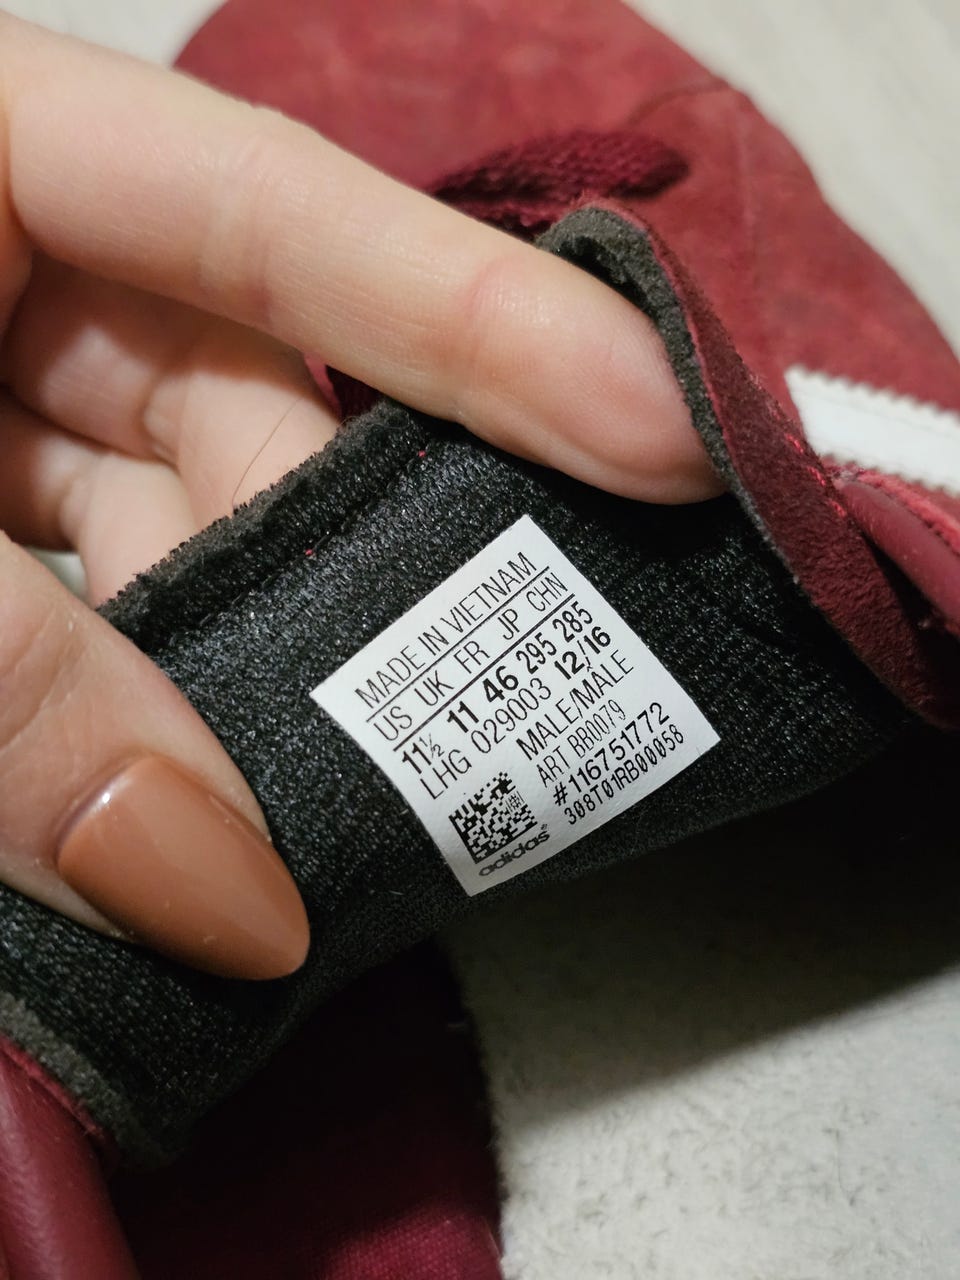 MADE IN VIETNAM
US UK FR JP CHN
11½ 11 46 295 285
LHG 029003 12/16
MALE/MÂLE
ART BB0079
#116751772
308T01RB00058
adidas®